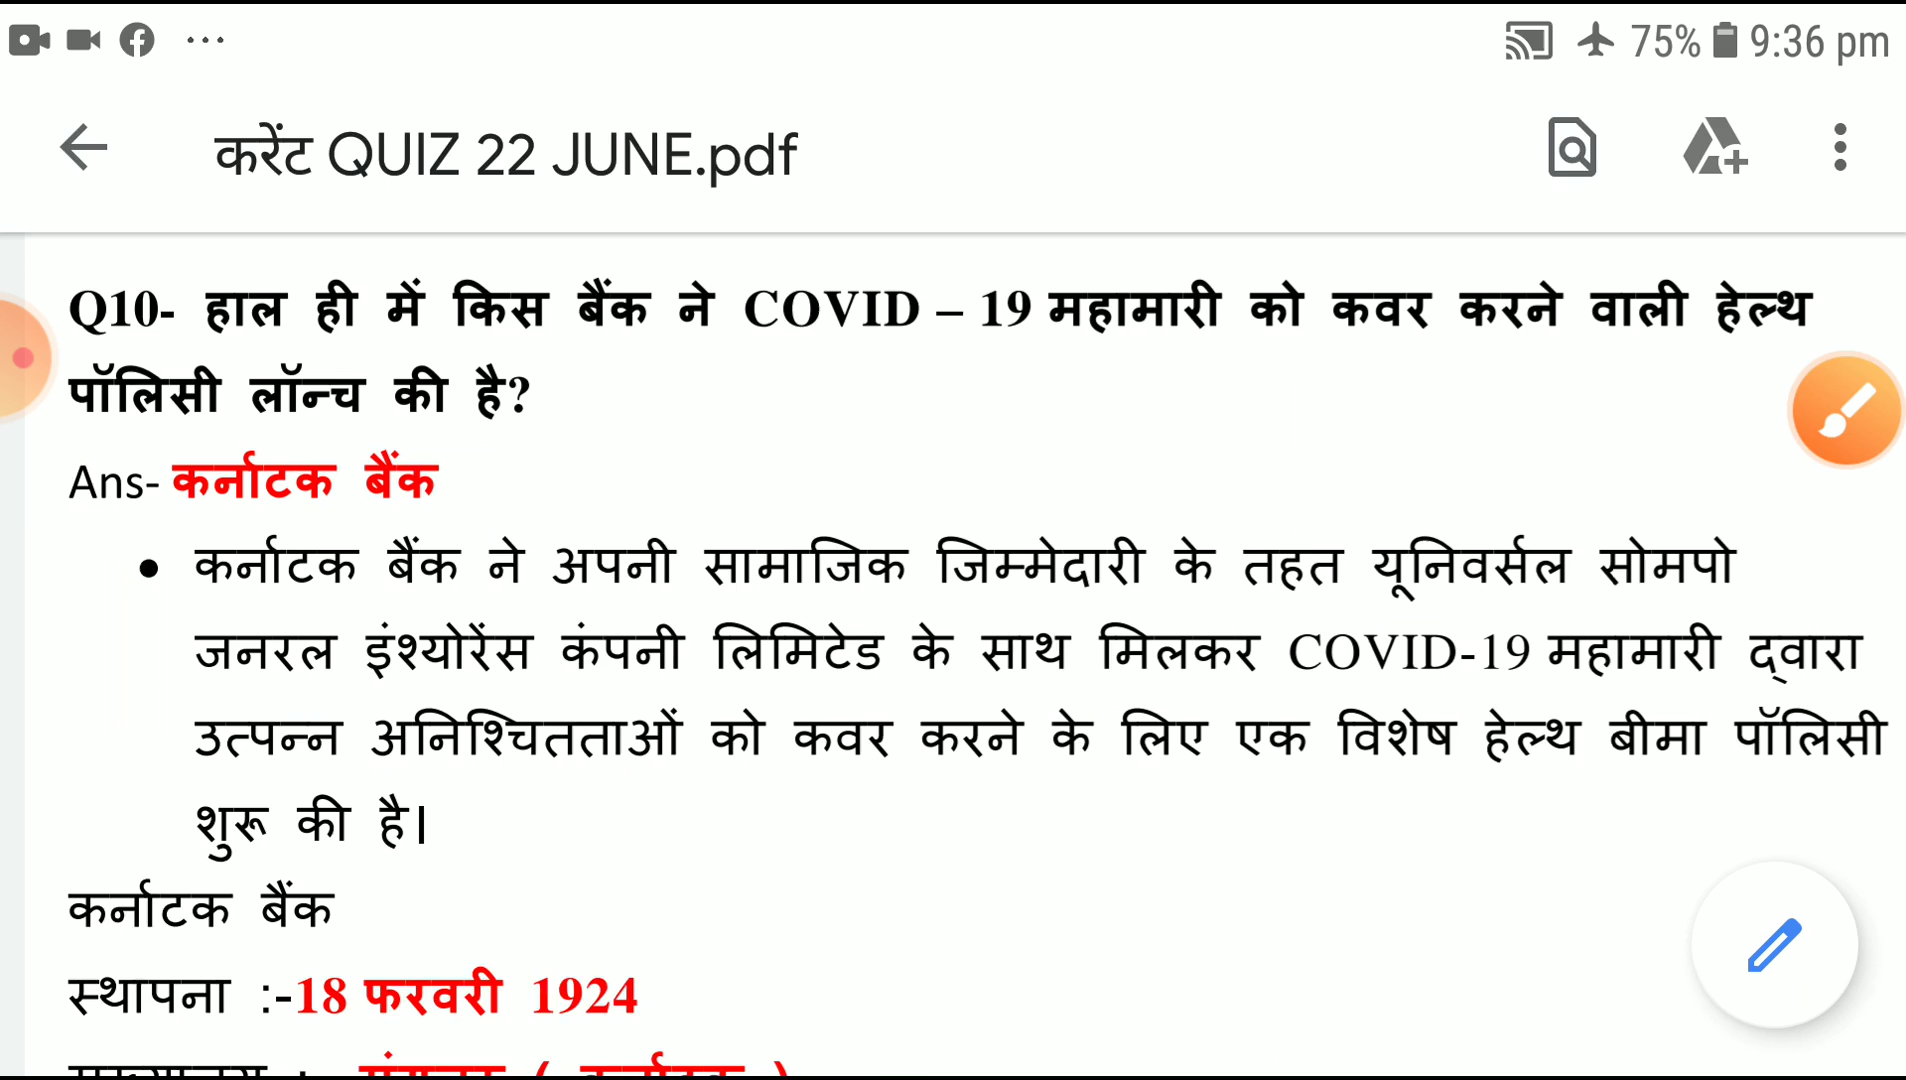 75% 9:36 pm
करेंट QUIZ 22 JUNE.pdf
Q10- हाल ही में किस बैंक ने COVID – 19 महामारी को कवर करने वाली हेल्थ
पॉलिसी लॉन्च की है?
Ans- कर्नाटक बैंक
• कर्नाटक बैंक ने अपनी सामाजिक जिम्मेदारी के तहत यूनिवर्सल सोमपो
जनरल इंश्योरेंस कंपनी लिमिटेड के साथ मिलकर COVID-19 महामारी द्वारा
उत्पन्न अनिश्चितताओं को कवर करने के लिए एक विशेष हेल्थ बीमा पॉलिसी
शुरू की है।
कर्नाटक बैंक
स्थापना :-18 फरवरी 1924